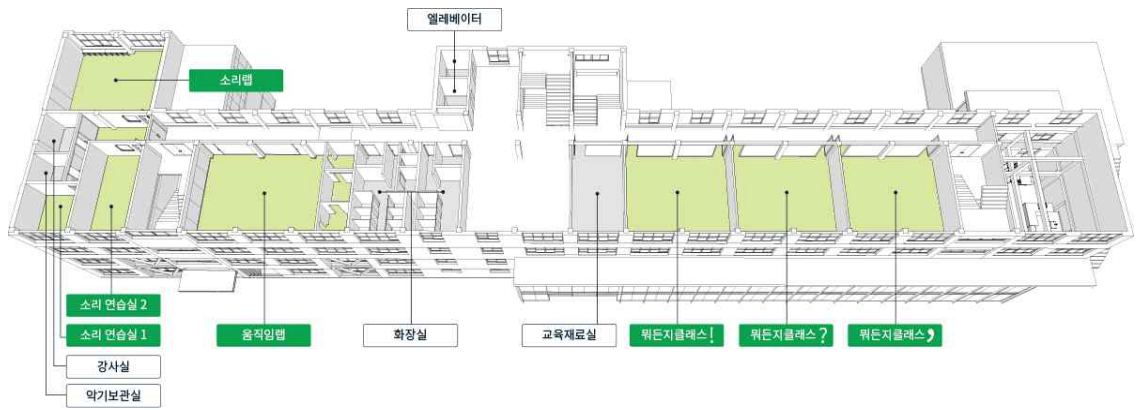 엘레베이터
소리랩
소리 연습실 2
소리 연습실 1
움직임랩
화장실
교육재료실
뭐든지클래스!
뭐든지클래스?
뭐든지클래스,
강사실
악기보관실